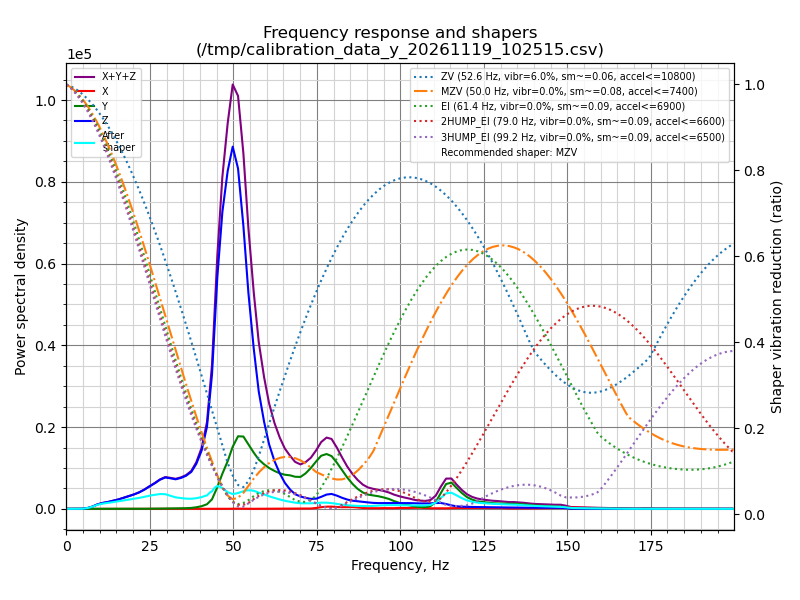 Frequency response and shapers
(/tmp/calibration_data_y_20261119_102515.csv)
1e5
X+Y+Z
X
Y
Z
After
shaper
ZV (52.6 Hz, vibr=6.0%, sm~=0.06, accel<=10800)
MZV (50.0 Hz, vibr=0.0%, sm~=0.08, accel<=7400)
EI (61.4 Hz, vibr=0.0%, sm~=0.09, accel<=6900)
2HUMP_EI (79.0 Hz, vibr=0.0%, sm~=0.09, accel<=6600)
3HUMP_EI (99.2 Hz, vibr=0.0%, sm~=0.09, accel<=6500)
Recommended shaper: MZV
Power spectral density
1.0
0.8
0.6
0.4
0.2
0.0
1.0
0.8
0.6
0.4
0.2
0.0
Shaper vibration reduction (ratio)
0 25 50 75 100 125 150 175
Frequency, Hz